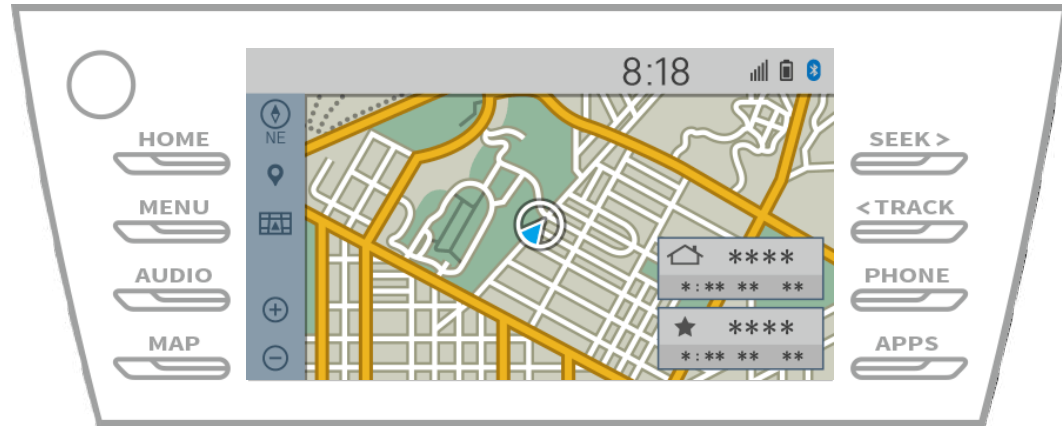 8:18
NE
HOME
MENU
AUDIO
MAP
SEEK >
< TRACK
PHONE
APPS
****
*:** ** **
****
*:** ** **